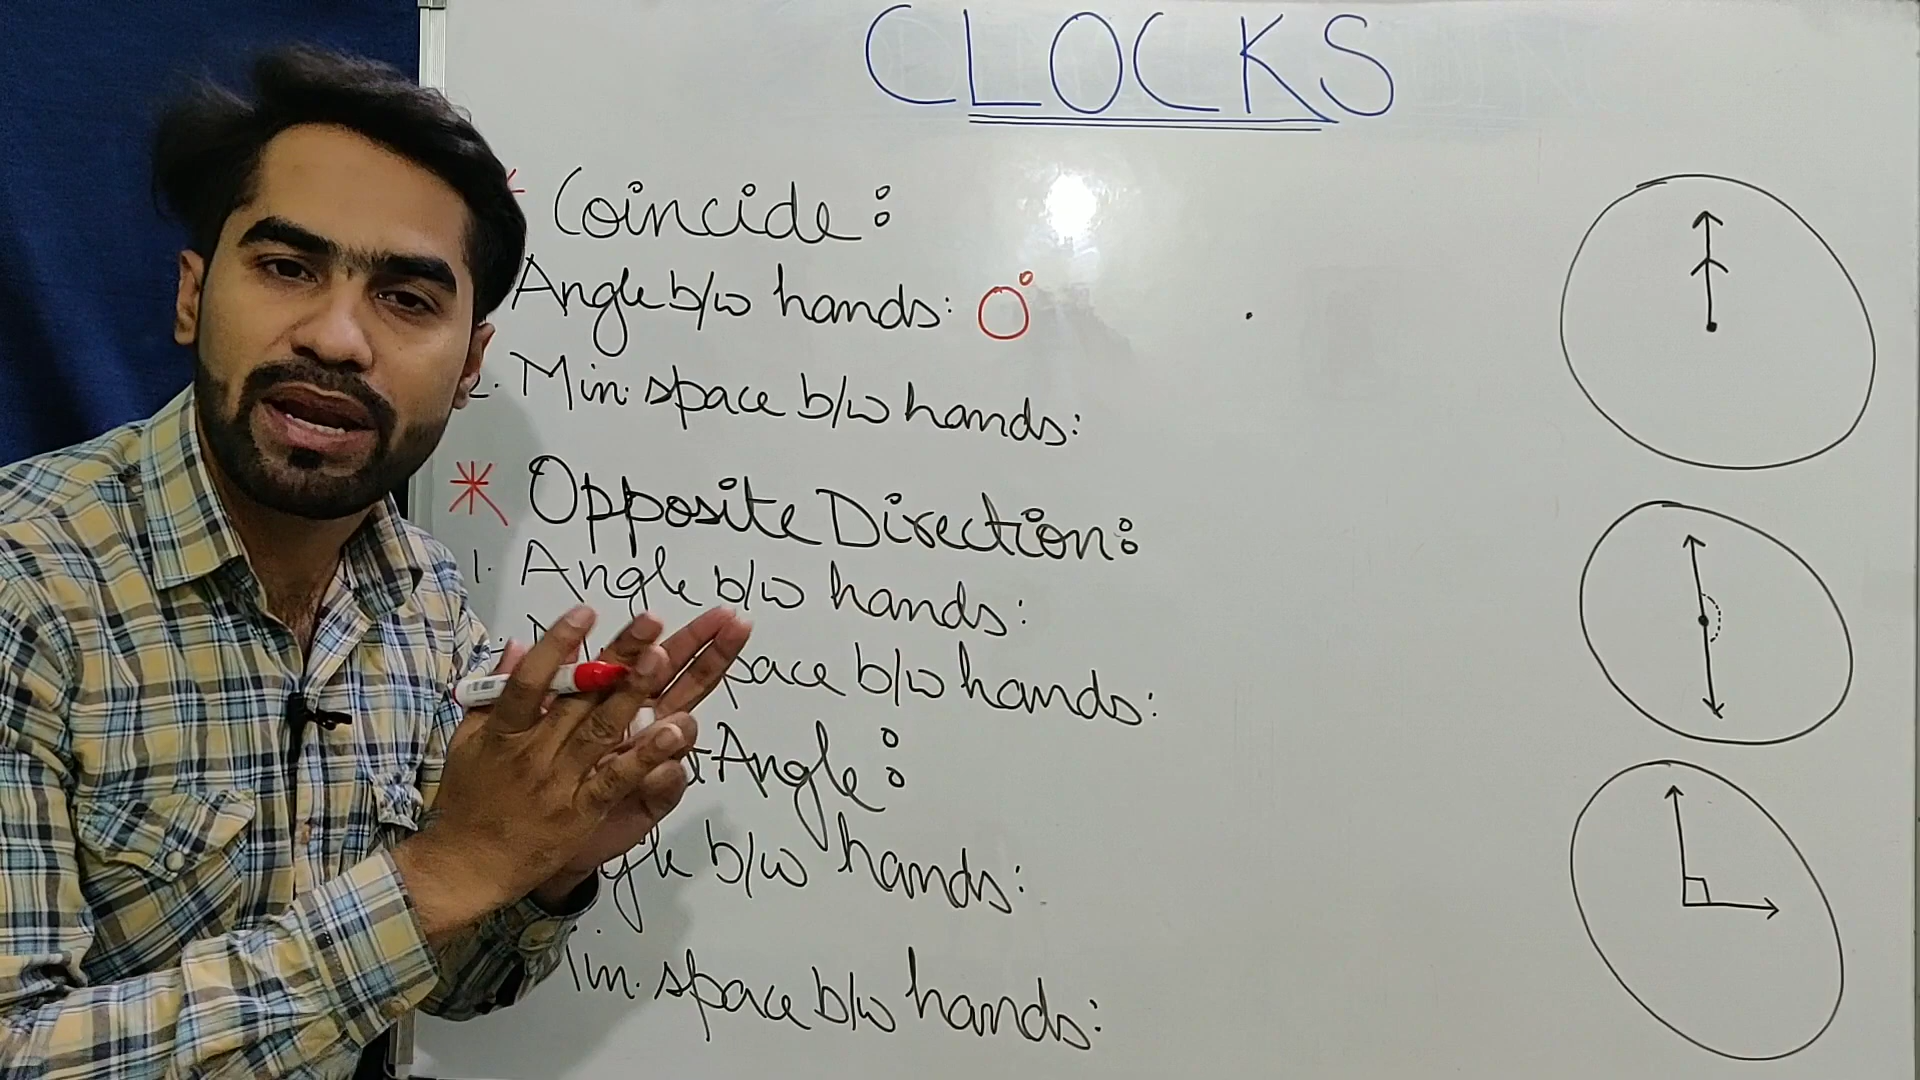 CLOCKS
* Coincide:
Angle b/w hands: 0°
2. Min. space b/w hands:
* Opposite Direction:
1. Angle b/w hands:
space b/w hands:
Angle:
b/w hands:
Min. space b/w hands: